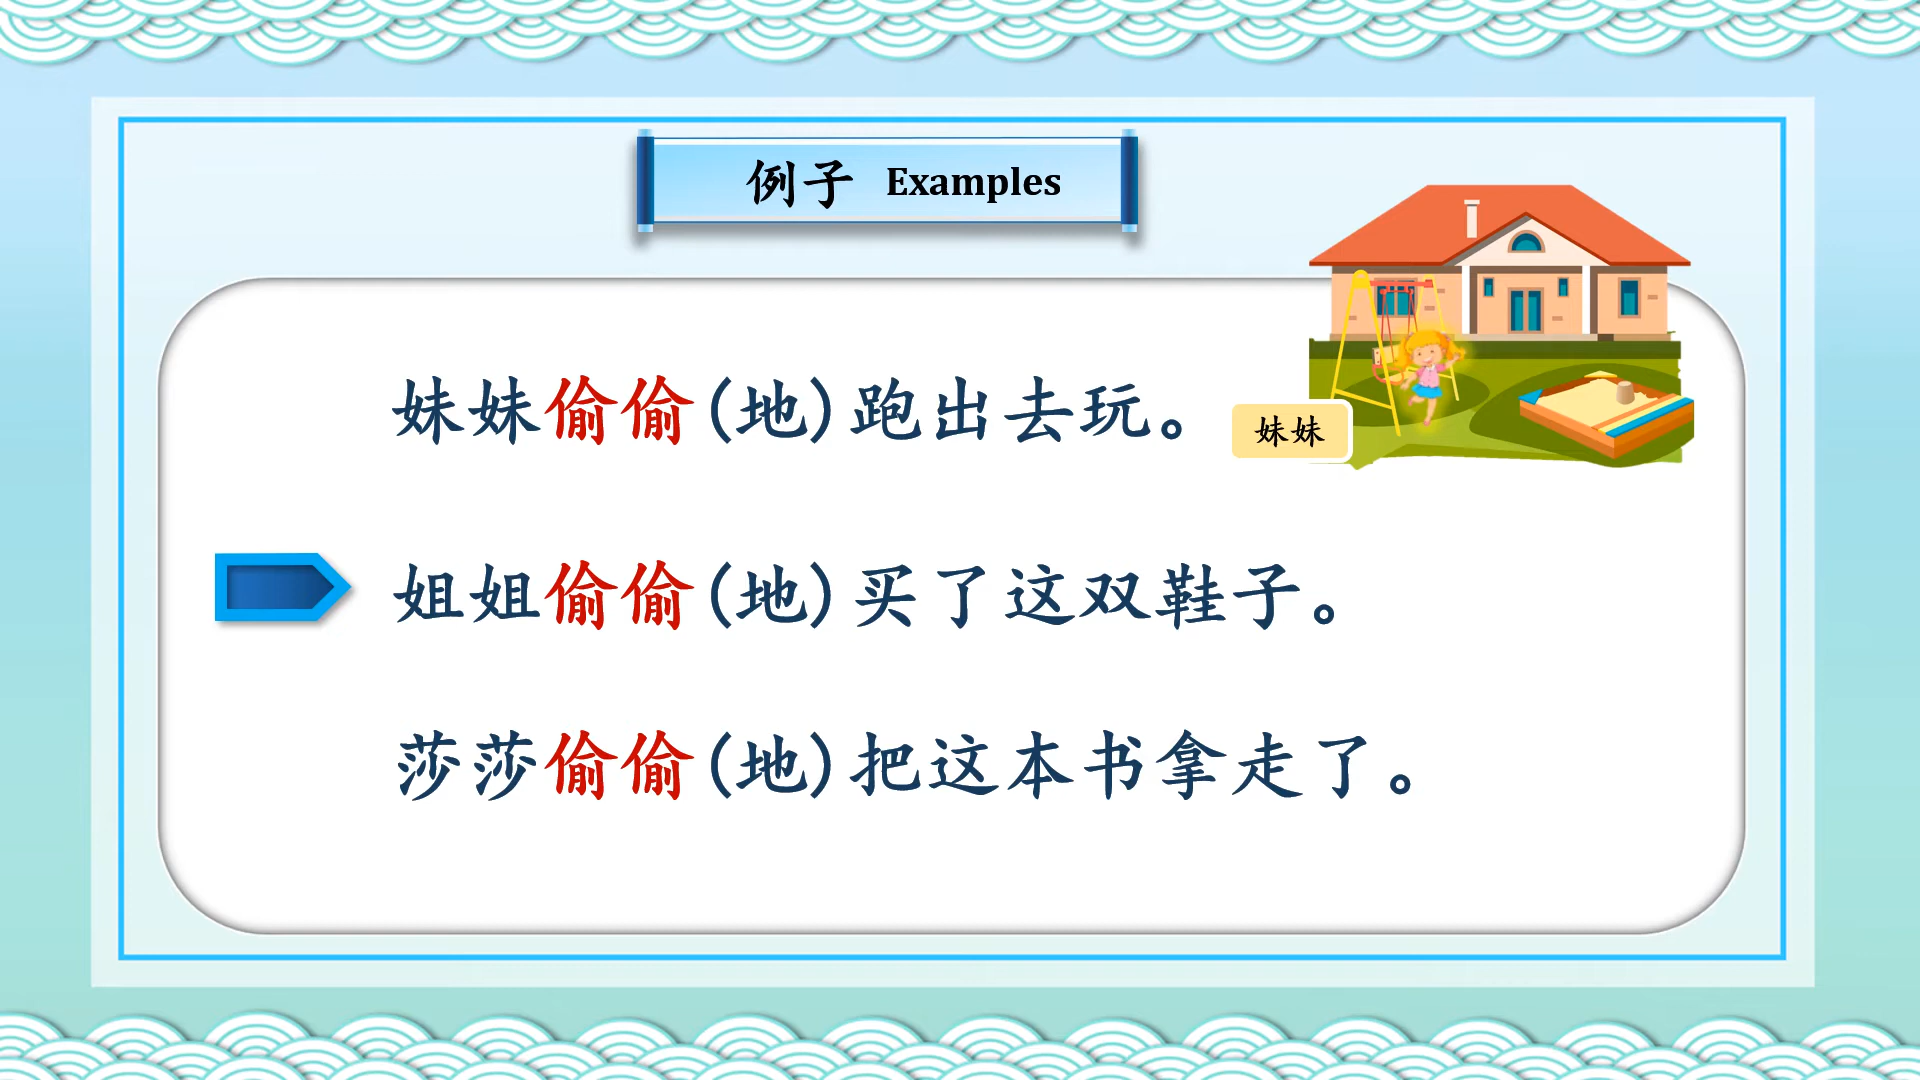 例子 Examples
妹妹偷偷(地)跑出去玩。
妹妹
姐姐偷偷(地)买了这双鞋子。
莎莎偷偷(地)把这本书拿走了。